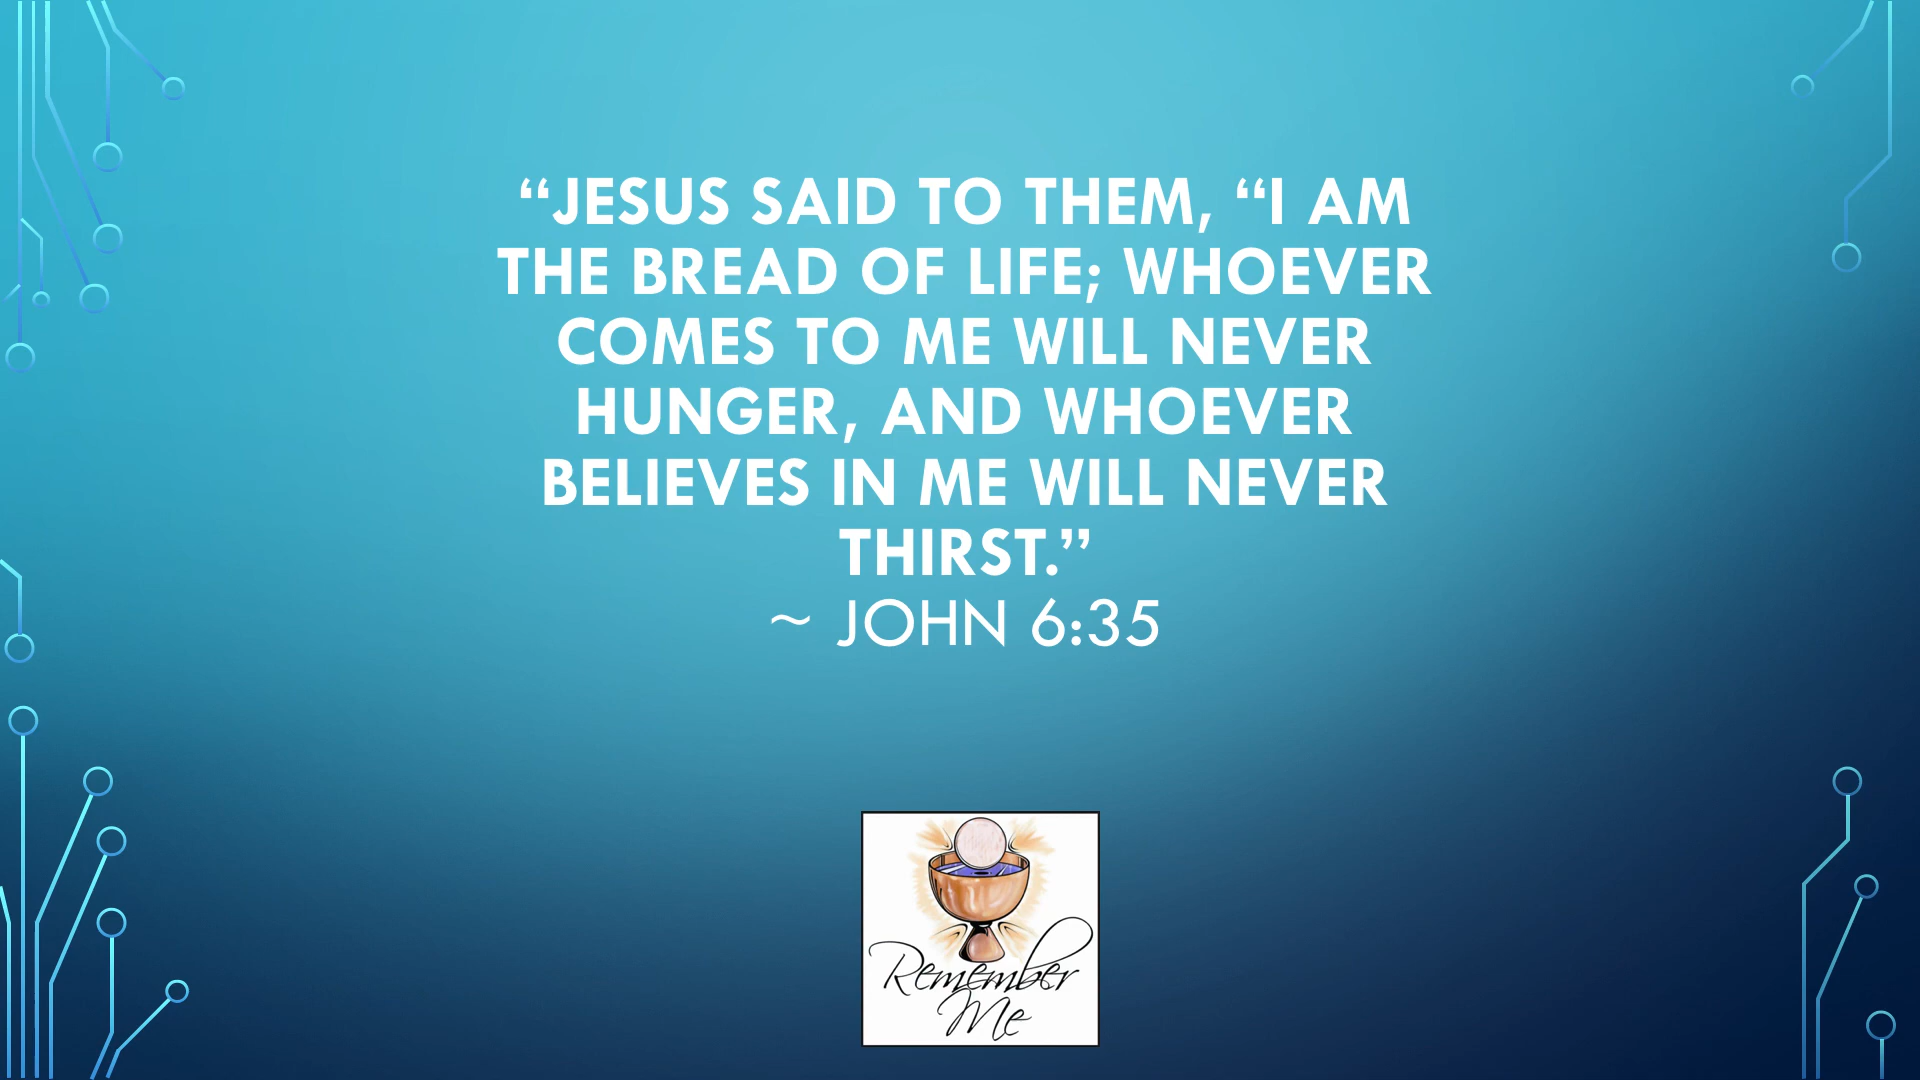 “JESUS SAID TO THEM, “I AM
THE BREAD OF LIFE; WHOEVER
COMES TO ME WILL NEVER
HUNGER, AND WHOEVER
BELIEVES IN ME WILL NEVER
THIRST.”
~ JOHN 6:35
Remember
Me